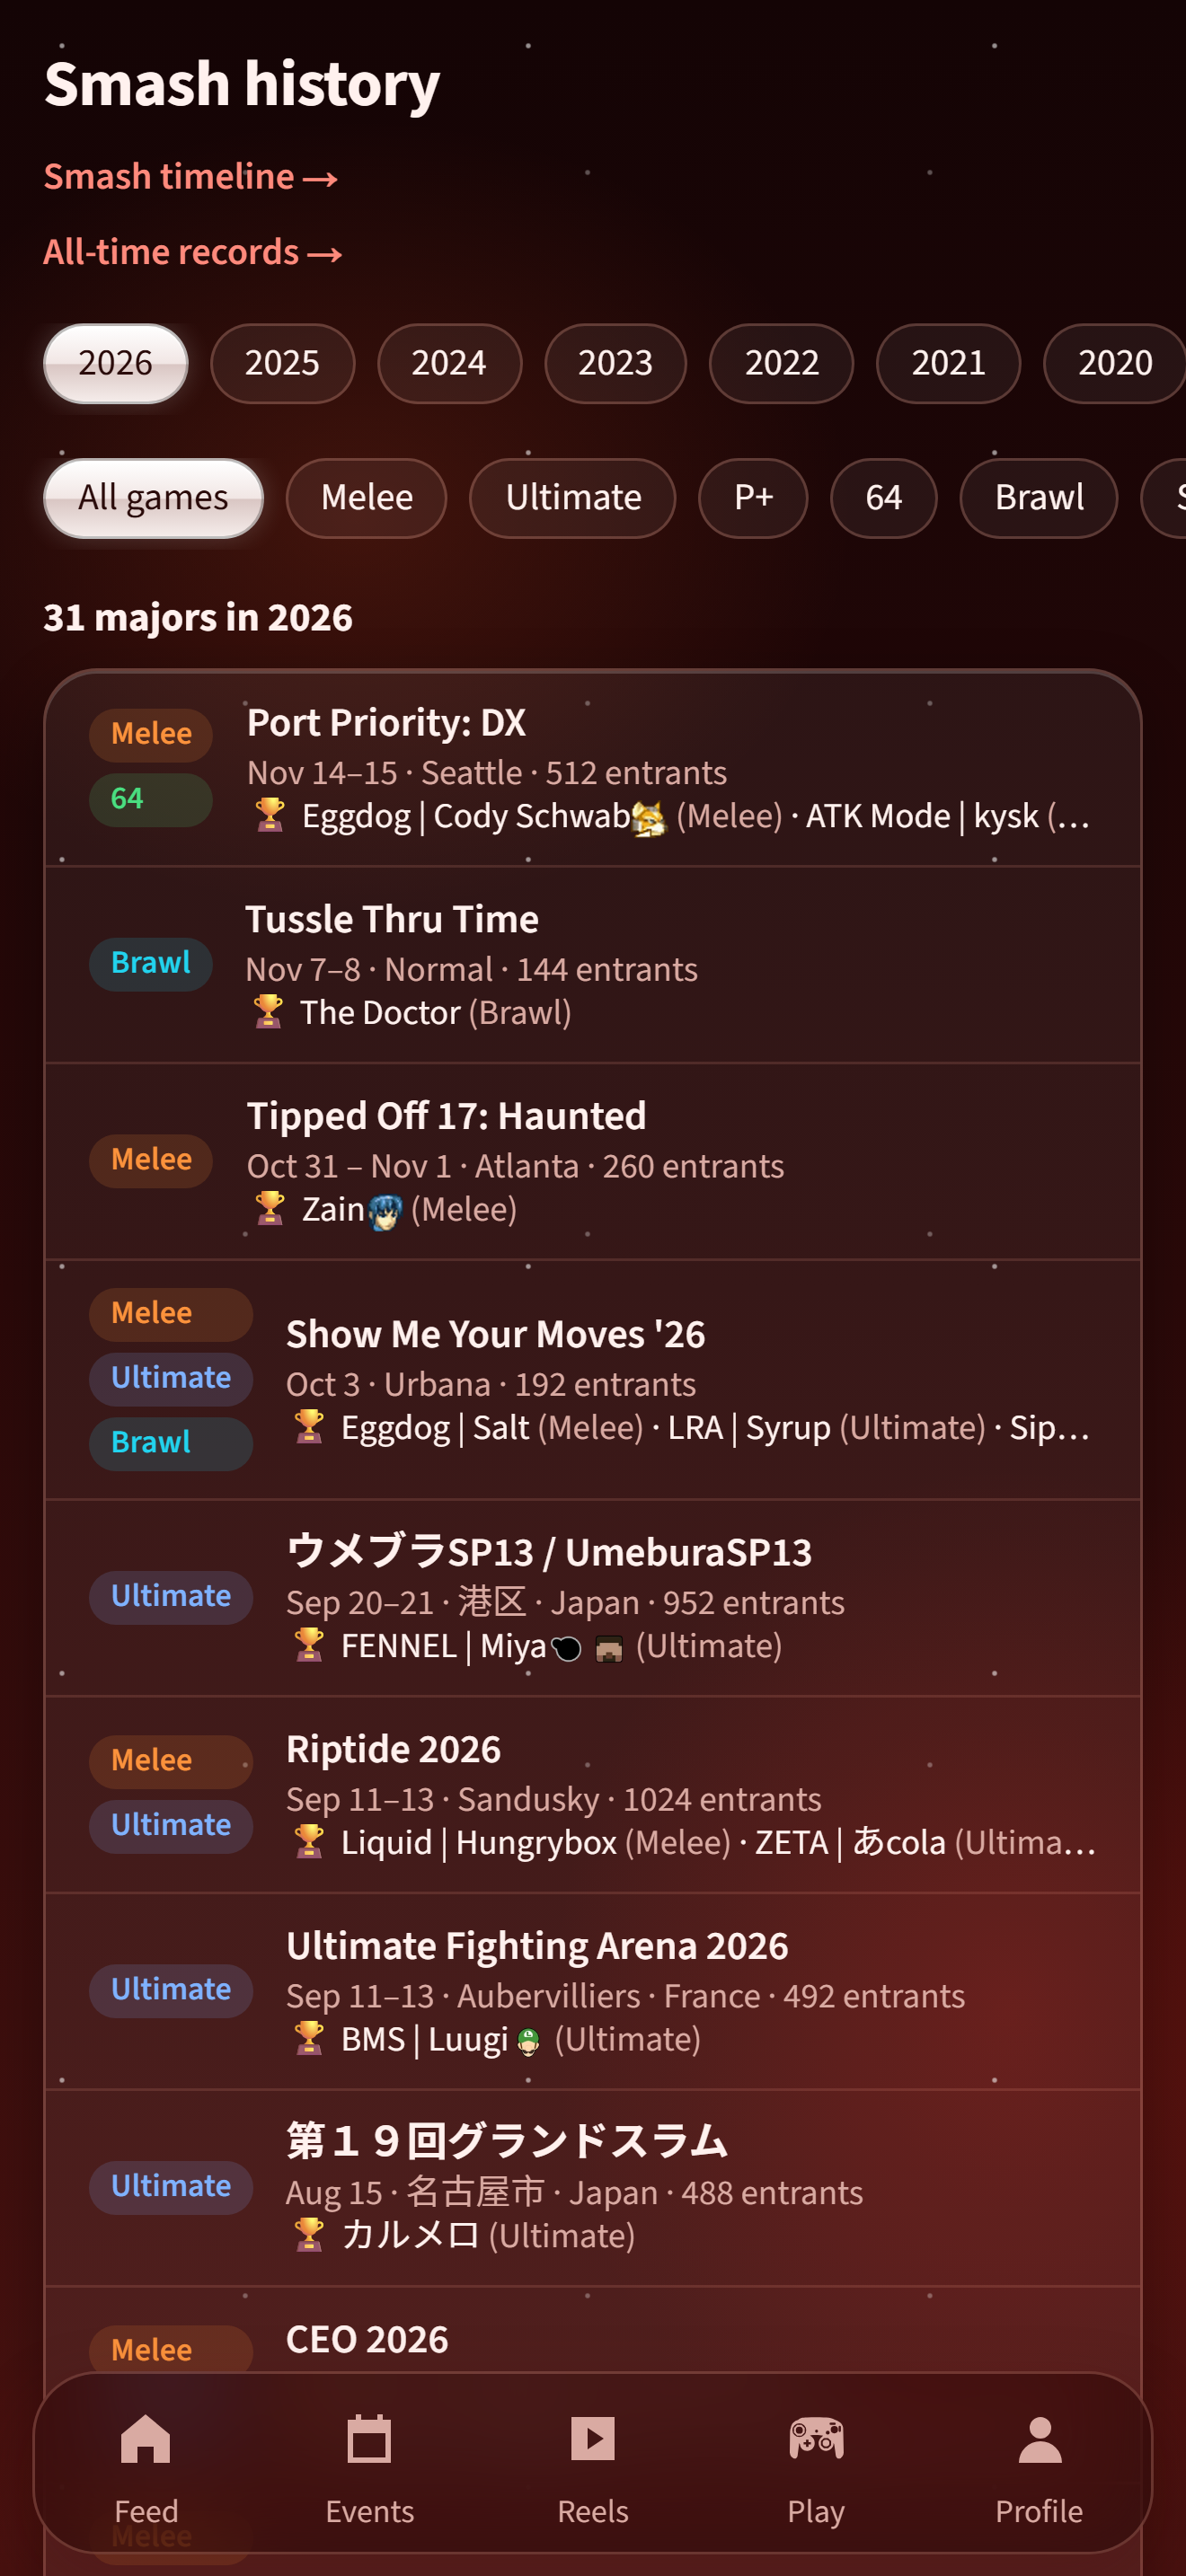 Smash history
Smash timeline →
All-time records →
2026 2025 2024 2023 2022 2021 2020
All games Melee Ultimate P+ 64 Brawl S
31 majors in 2026
Melee
64
Port Priority: DX
Nov 14–15 · Seattle · 512 entrants
🏆 Eggdog | Cody Schwab (Melee) · ATK Mode | kysk (...
Brawl
Tussle Thru Time
Nov 7–8 · Normal · 144 entrants
🏆 The Doctor (Brawl)
Melee
Tipped Off 17: Haunted
Oct 31 – Nov 1 · Atlanta · 260 entrants
🏆 Zain (Melee)
Melee
Ultimate
Brawl
Show Me Your Moves '26
Oct 3 · Urbana · 192 entrants
🏆 Eggdog | Salt (Melee) · LRA | Syrup (Ultimate) · Sip...
Ultimate
ウメブラSP13 / UmeburaSP13
Sep 20–21 · 港区 · Japan · 952 entrants
🏆 FENNEL | Miya (Ultimate)
Melee
Ultimate
Riptide 2026
Sep 11–13 · Sandusky · 1024 entrants
🏆 Liquid | Hungrybox (Melee) · ZETA | あcola (Ultima...
Ultimate
Ultimate Fighting Arena 2026
Sep 11–13 · Aubervilliers · France · 492 entrants
🏆 BMS | Luugi (Ultimate)
Ultimate
第１９回グランドスラム
Aug 15 · 名古屋市 · Japan · 488 entrants
🏆 カルメロ (Ultimate)
Melee
CEO 2026
Feed Events Reels Play Profile
Melee